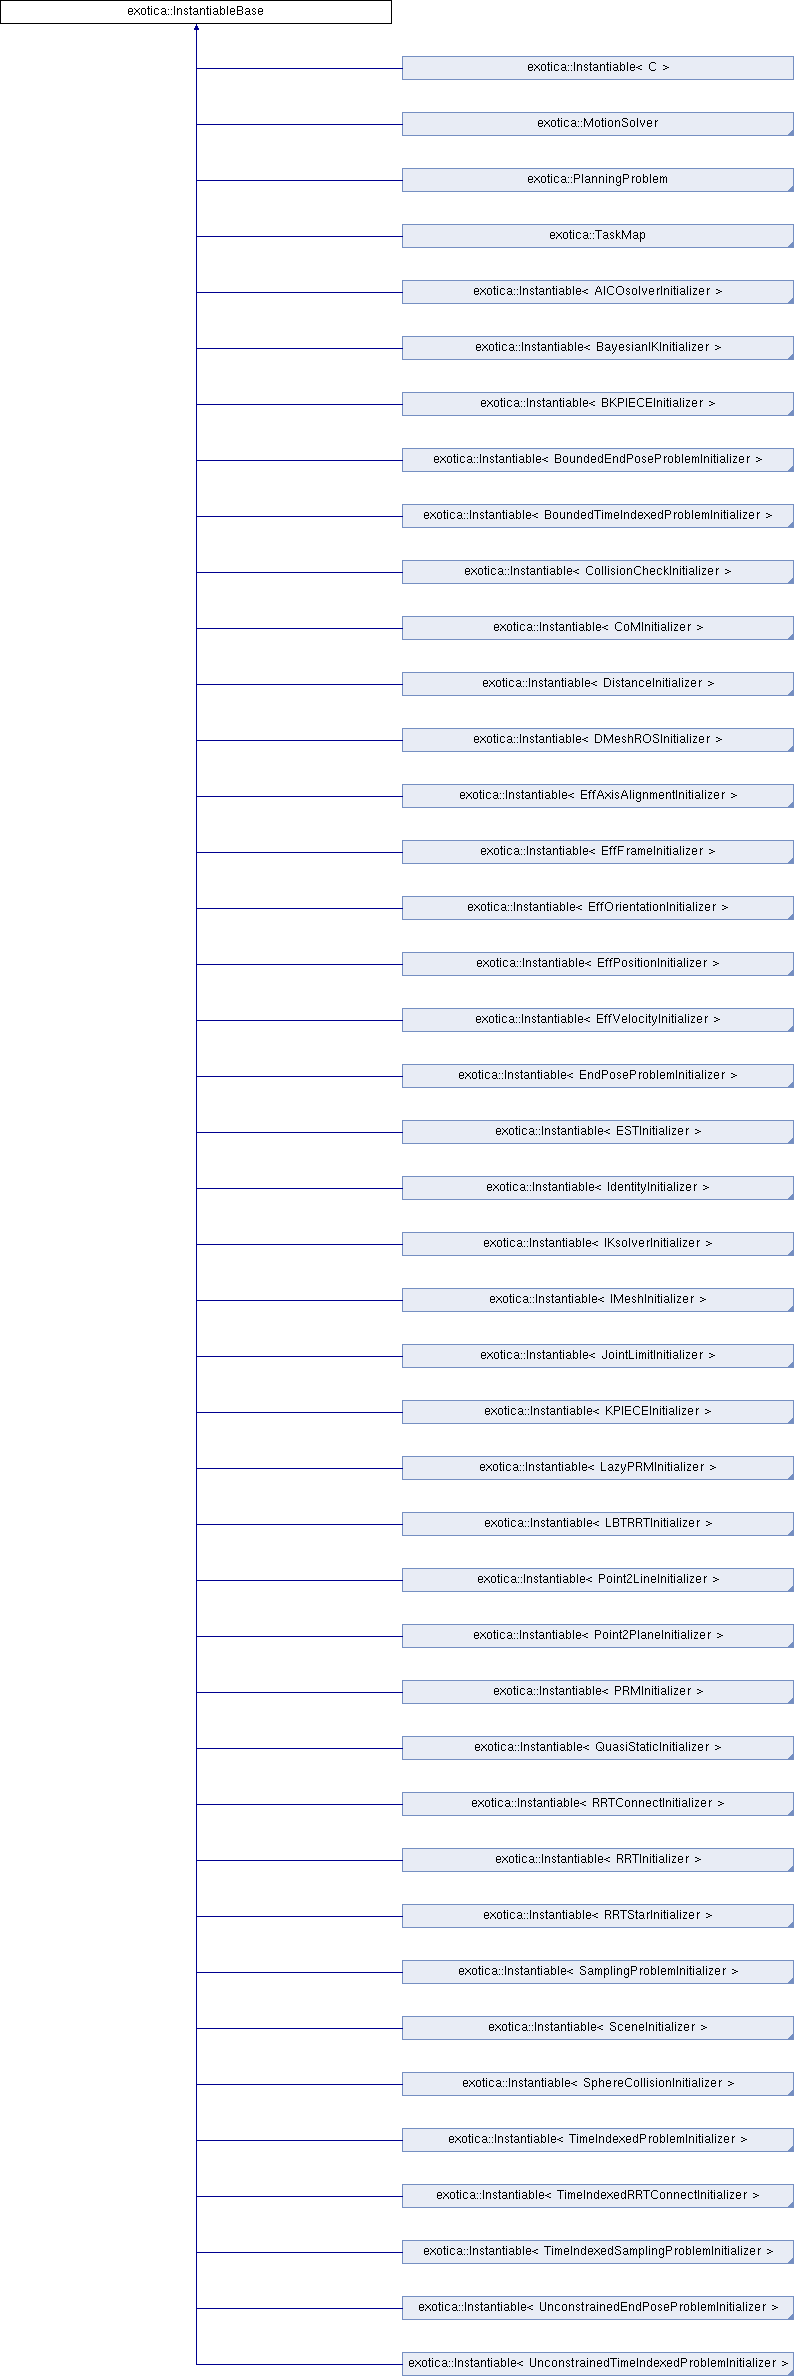 exotica::InstantiableBase
exotica::Instantiable< C >
exotica::MotionSolver
exotica::PlanningProblem
exotica::TaskMap
exotica::Instantiable< AICOsolverInitializer >
exotica::Instantiable< BayesianIKInitializer >
exotica::Instantiable< BKPIECEInitializer >
exotica::Instantiable< BoundedEndPoseProblemInitializer >
exotica::Instantiable< BoundedTimeIndexedProblemInitializer >
exotica::Instantiable< CollisionCheckInitializer >
exotica::Instantiable< CoMInitializer >
exotica::Instantiable< DistanceInitializer >
exotica::Instantiable< DMeshROSInitializer >
exotica::Instantiable< EffAxisAlignmentInitializer >
exotica::Instantiable< EffFrameInitializer >
exotica::Instantiable< EffOrientationInitializer >
exotica::Instantiable< EffPositionInitializer >
exotica::Instantiable< EffVelocityInitializer >
exotica::Instantiable< EndPoseProblemInitializer >
exotica::Instantiable< ESTInitializer >
exotica::Instantiable< IdentityInitializer >
exotica::Instantiable< IKsolverInitializer >
exotica::Instantiable< IMeshInitializer >
exotica::Instantiable< JointLimitInitializer >
exotica::Instantiable< KPIECEInitializer >
exotica::Instantiable< LazyPRMInitializer >
exotica::Instantiable< LBTRRTInitializer >
exotica::Instantiable< Point2LineInitializer >
exotica::Instantiable< Point2PlaneInitializer >
exotica::Instantiable< PRMInitializer >
exotica::Instantiable< QuasiStaticInitializer >
exotica::Instantiable< RRTConnectInitializer >
exotica::Instantiable< RRTInitializer >
exotica::Instantiable< RRTStarInitializer >
exotica::Instantiable< SamplingProblemInitializer >
exotica::Instantiable< SceneInitializer >
exotica::Instantiable< SphereCollisionInitializer >
exotica::Instantiable< TimeIndexedProblemInitializer >
exotica::Instantiable< TimeIndexedRRTConnectInitializer >
exotica::Instantiable< TimeIndexedSamplingProblemInitializer >
exotica::Instantiable< UnconstrainedEndPoseProblemInitializer >
exotica::Instantiable< UnconstrainedTimeIndexedProblemInitializer >